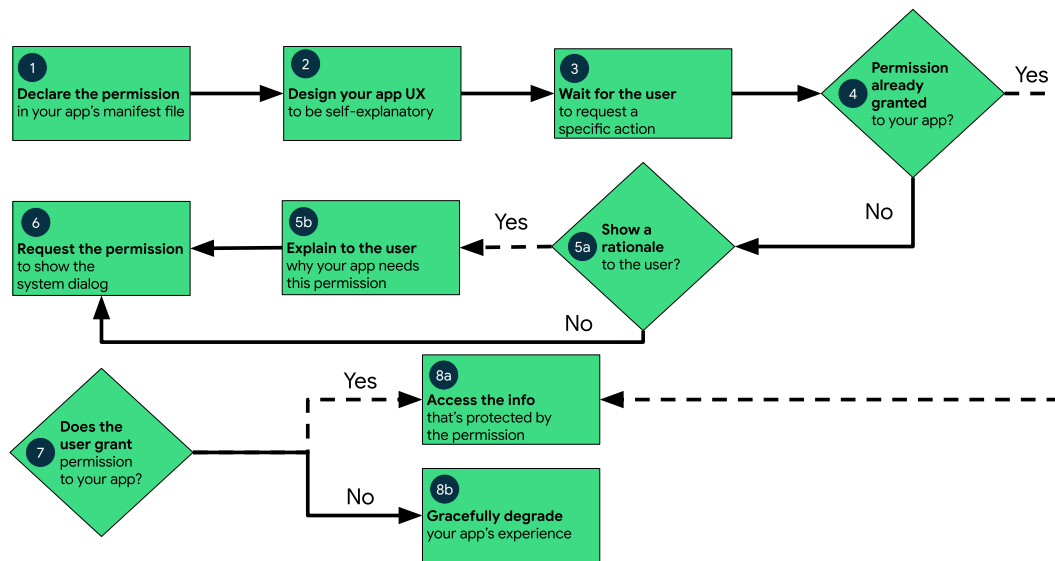 1
Declare the permission
in your app's manifest file
2
Design your app UX
to be self-explanatory
3
Wait for the user
to request a
specific action
4
Permission
already
granted
to your app?
Yes
No
5a
Show a
rationale
to the user?
Yes
5b
Explain to the user
why your app needs
this permission
No
6
Request the permission
to show the
system dialog
7
Does the
user grant
permission
to your app?
Yes
8a
Access the info
that's protected by
the permission
No
8b
Gracefully degrade
your app's experience